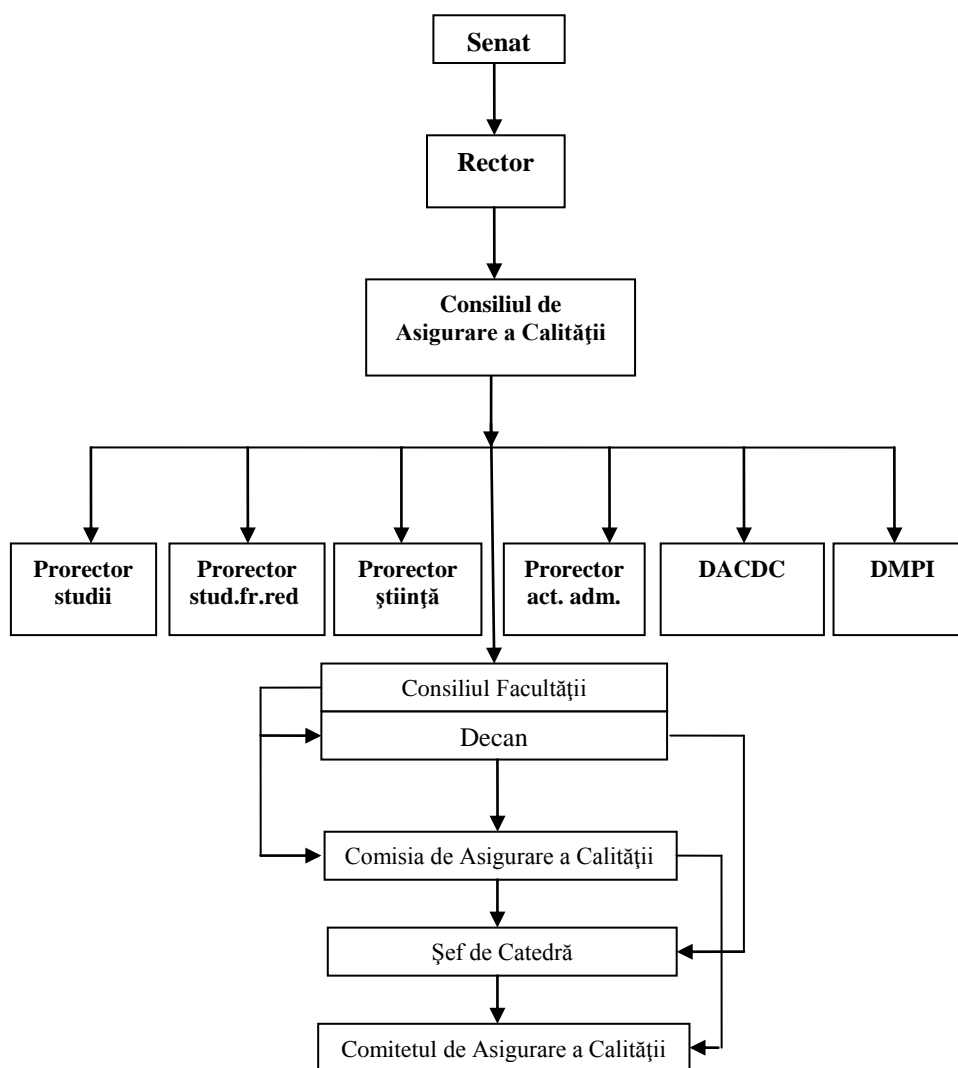 Senat
Rector
Consiliul de
Asigurare a Calităţii
Prorector
studii
Prorector
stud.fr.red
Prorector
ştiinţă
Prorector
act. adm.
DACDC
DMPI
Consiliul Facultăţii
Decan
Comisia de Asigurare a Calităţii
Şef de Catedră
Comitetul de Asigurare a Calităţii